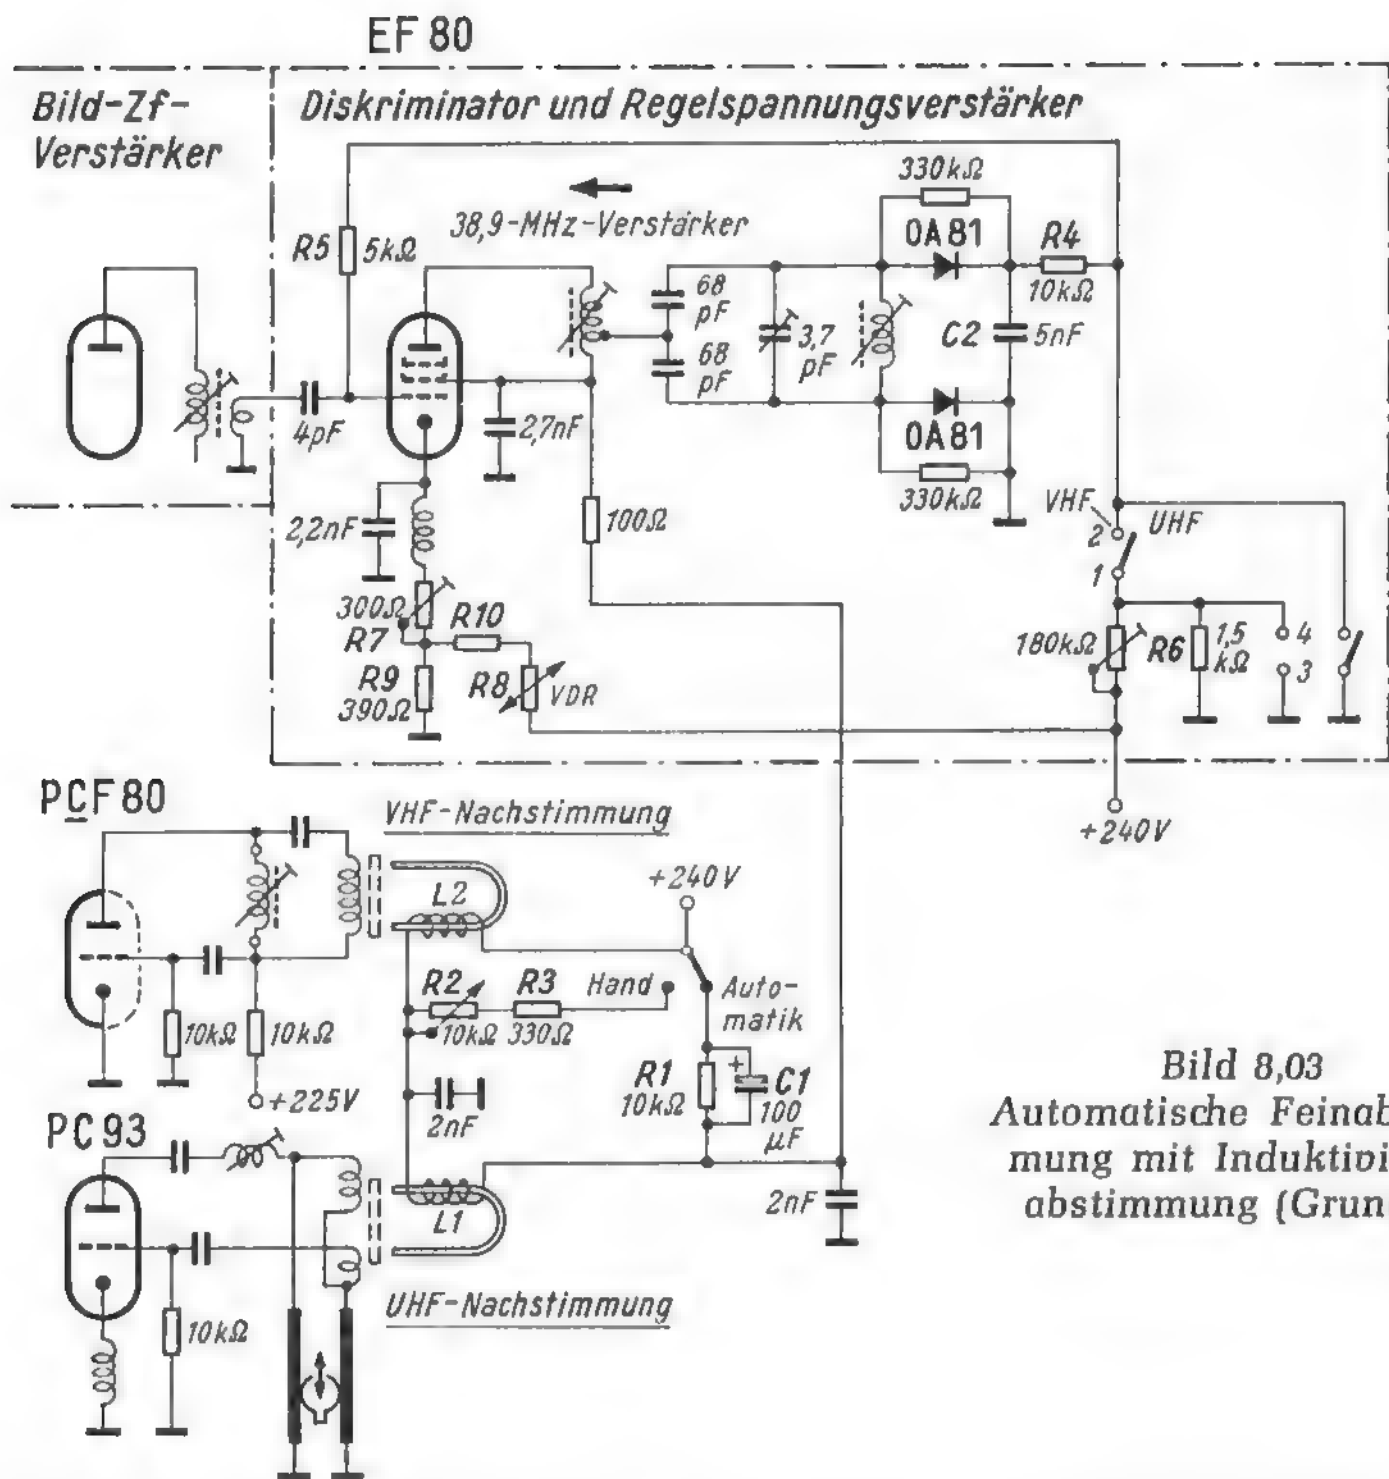 EF 80
Bild-Zf-
Verstärker
Diskriminator und Regelspannungsverstärker
330kΩ
38,9-MHz-Verstärker
0A81
R4
R5
5kΩ
10kΩ
68
pF
3,7
pF
C2
5nF
68
pF
4pF
2,7nF
0A81
330kΩ
VHF
UHF
2
2,2nF
100Ω
1
300Ω
R7
R10
180kΩ
R6
1,5
kΩ
4
3
R9
390Ω
R8
VDR
PCF80
VHF-Nachstimmung
+240V
+240V
L2
R2
R3
Hand
Auto-
matik
10kΩ
10kΩ
10kΩ
330Ω
R1
10kΩ
+
C1
100
µF
+225V
2nF
PC93
L1
2nF
10kΩ
UHF-Nachstimmung
Bild 8,03
Automatische Feinab
mung mit Induktivi
abstimmung (Grun